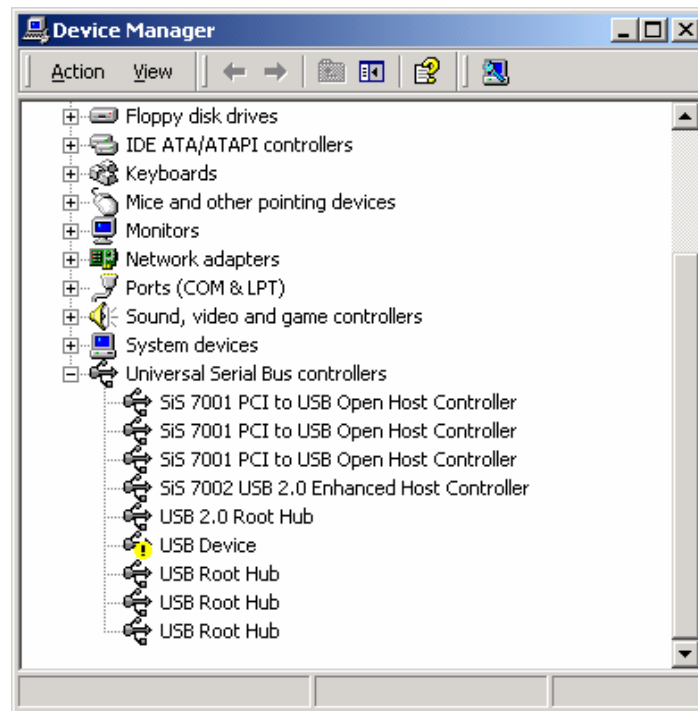 Device Manager
Action View
Floppy disk drives
IDE ATA/ATAPI controllers
Keyboards
Mice and other pointing devices
Monitors
Network adapters
Ports (COM & LPT)
Sound, video and game controllers
System devices
Universal Serial Bus controllers
SiS 7001 PCI to USB Open Host Controller
SiS 7001 PCI to USB Open Host Controller
SiS 7001 PCI to USB Open Host Controller
SiS 7002 USB 2.0 Enhanced Host Controller
USB 2.0 Root Hub
USB Device
USB Root Hub
USB Root Hub
USB Root Hub